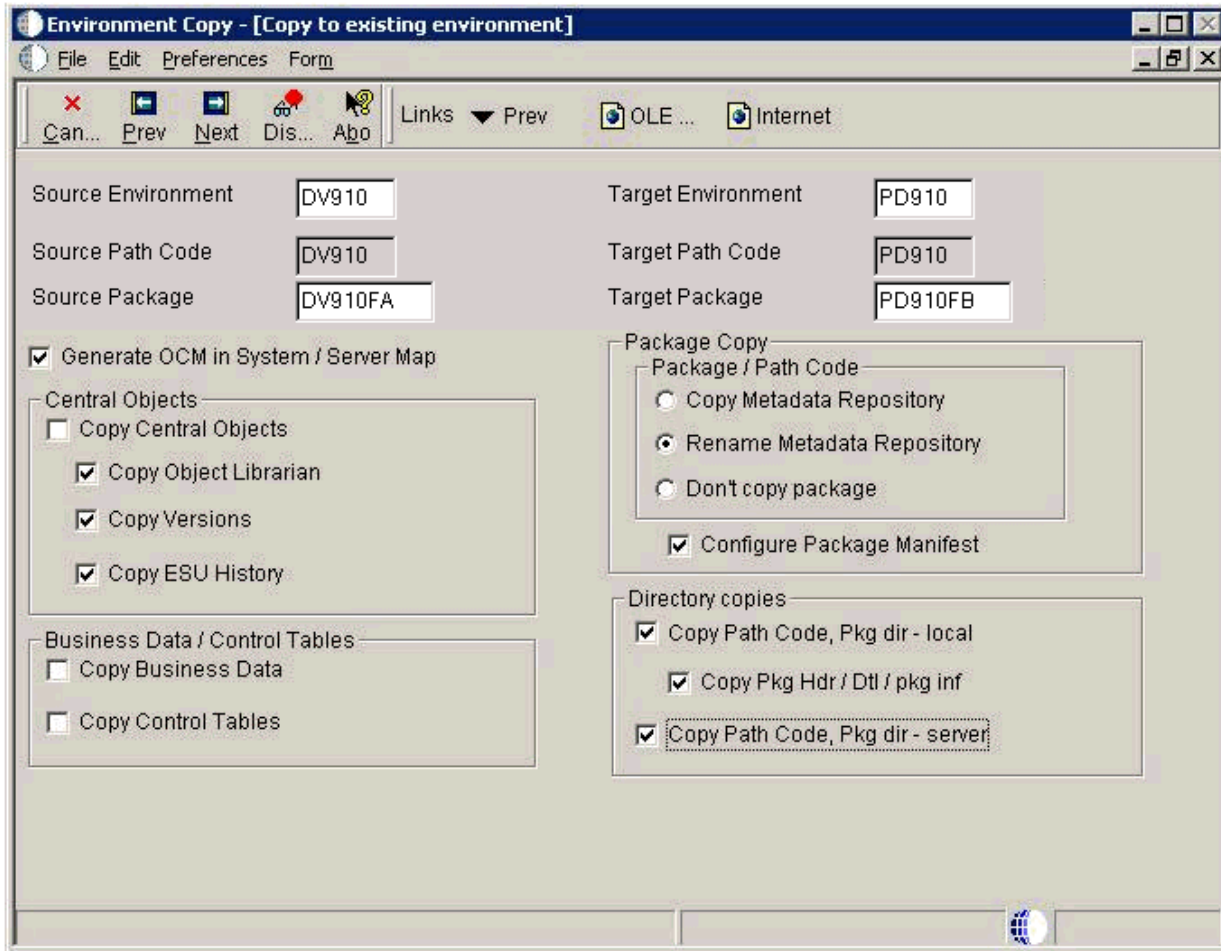 Environment Copy - [Copy to existing environment]
File Edit Preferences Form
Can... Prev Next Dis... Abo Links Prev OLE ... Internet
Source Environment DV910 Target Environment PD910
Source Path Code DV910 Target Path Code PD910
Source Package DV910FA Target Package PD910FB
Generate OCM in System / Server Map
Central Objects
Copy Central Objects
Copy Object Librarian
Copy Versions
Copy ESU History
Business Data / Control Tables
Copy Business Data
Copy Control Tables
Package Copy
Package / Path Code
Copy Metadata Repository
Rename Metadata Repository
Don't copy package
Configure Package Manifest
Directory copies
Copy Path Code, Pkg dir - local
Copy Pkg Hdr / Dtl / pkg inf
Copy Path Code, Pkg dir - server